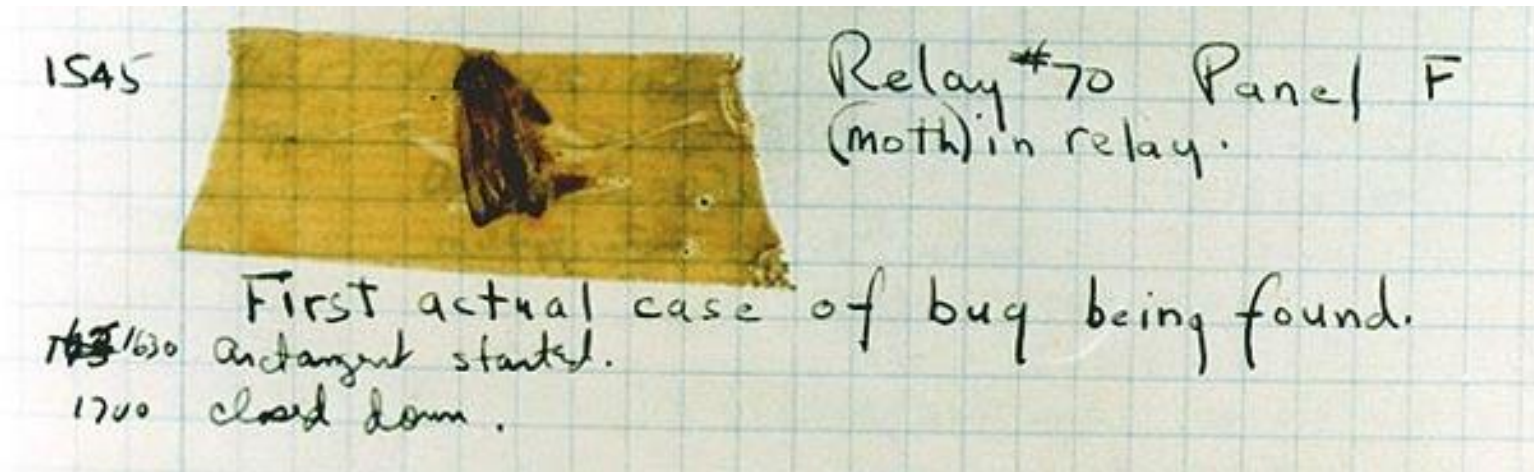 1545 Relay #70 Panel F
(moth) in relay.
First actual case of bug being found.
1630 arctangent started.
1700 closed down.